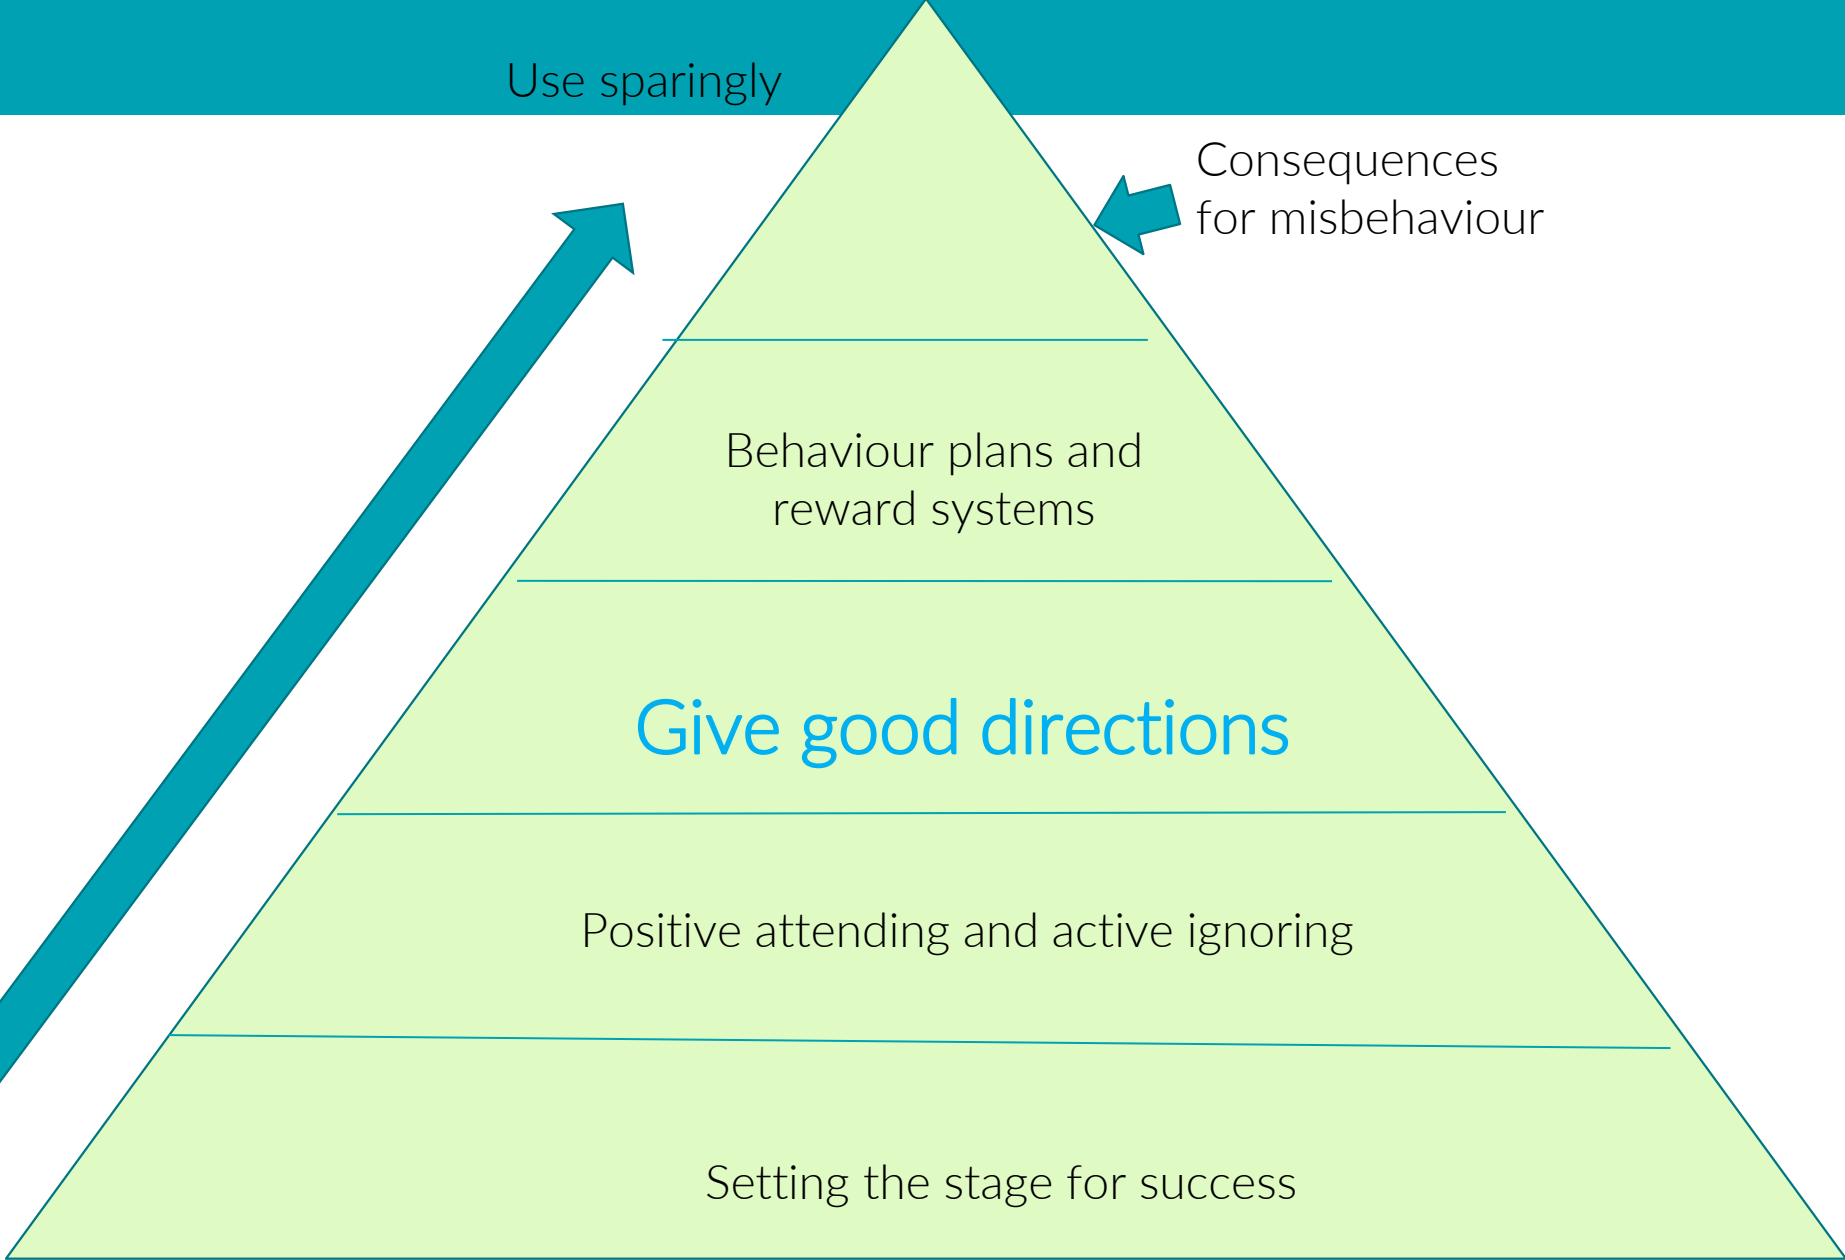 Use sparingly
Consequences
for misbehaviour
Behaviour plans and
reward systems
Give good directions
Positive attending and active ignoring
Setting the stage for success